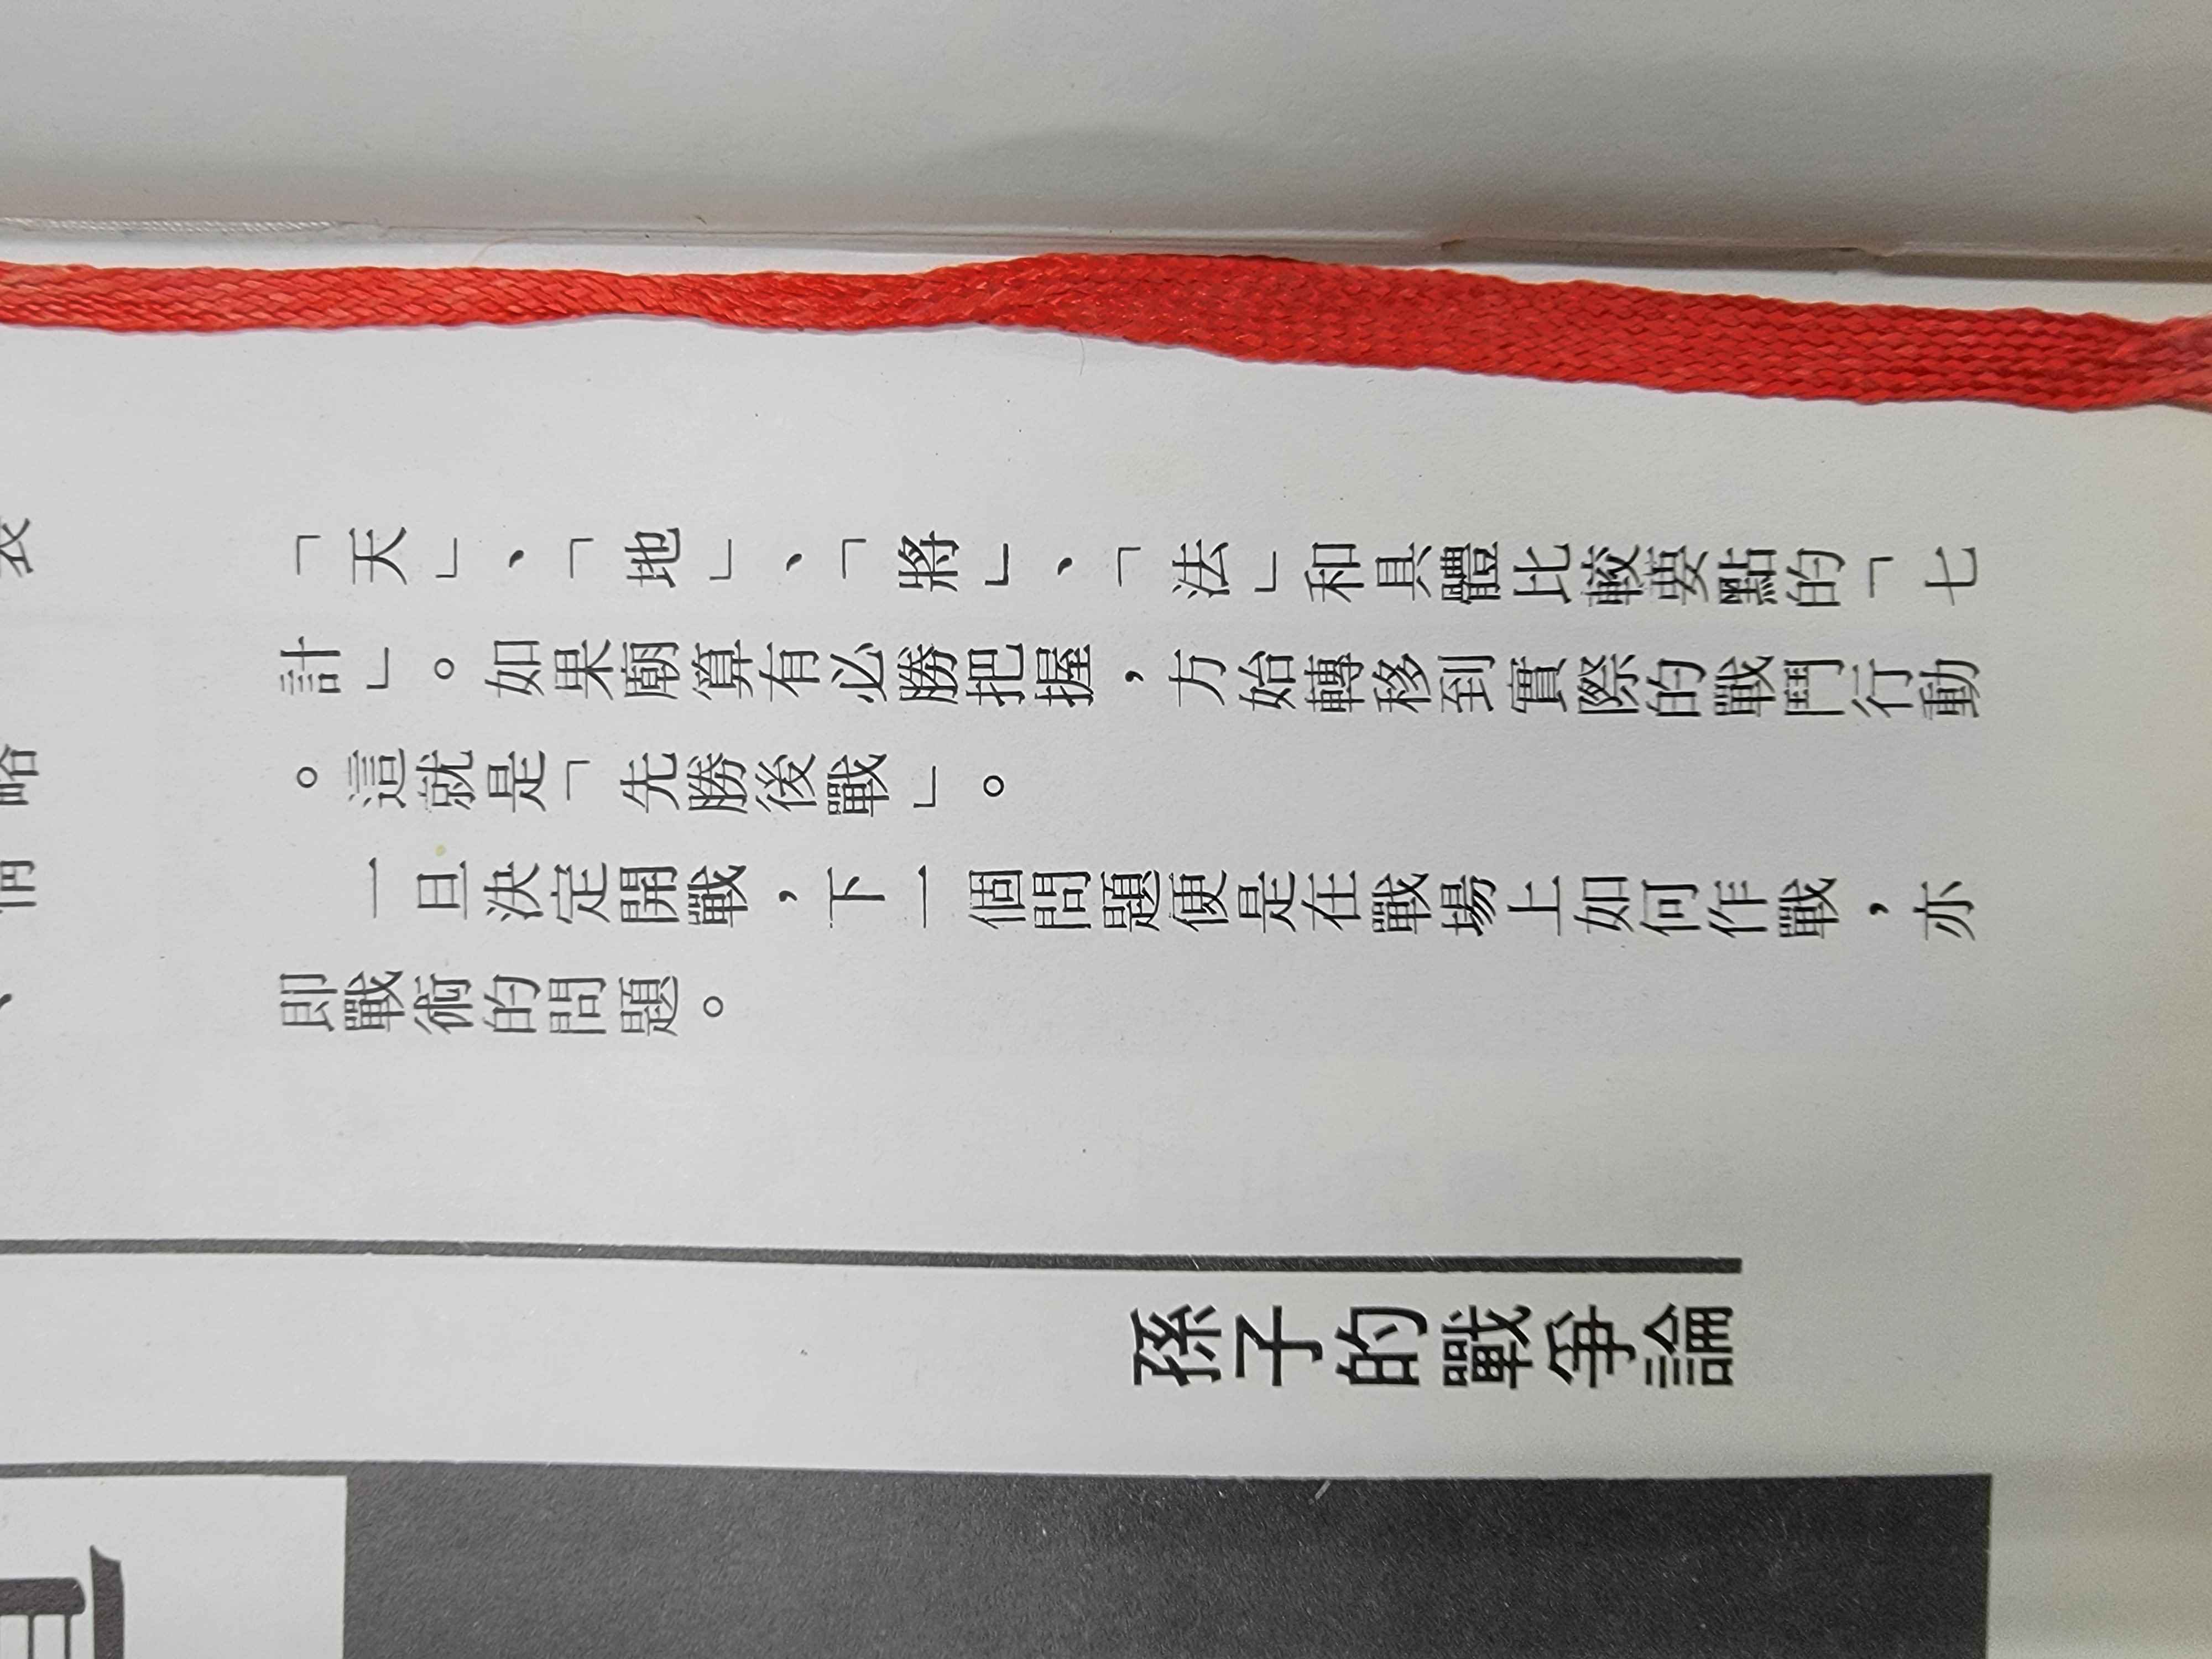 「天」、「地」、「將」、「法」和具體比較要點的「七
計」。如果廟算有必勝把握，方始轉移到實際的戰鬥行動
。這就是「先勝後戰」。
一旦決定開戰，下一個問題便是在戰場上如何作戰，亦
即戰術的問題。
孫子的戰爭論